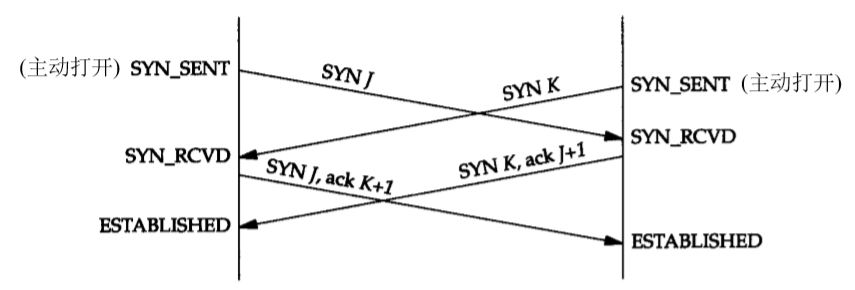 (主动打开) SYN_SENT
SYN J
SYN K
SYN_SENT (主动打开)
SYN_RCVD
SYN_RCVD
SYN J, ack K+1
SYN K, ack J+1
ESTABLISHED
ESTABLISHED